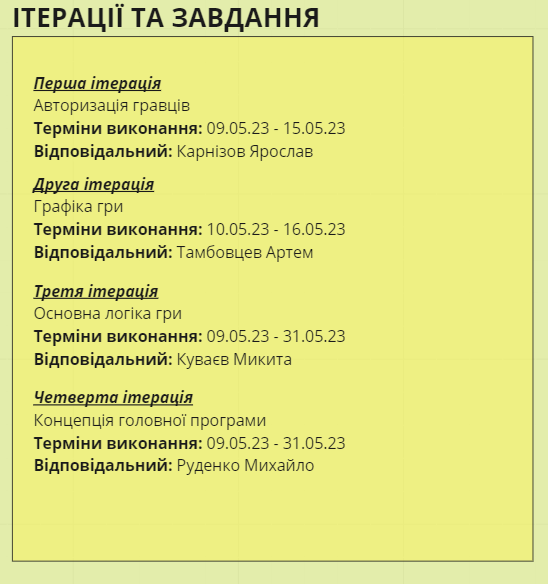 ІТЕРАЦІЇ ТА ЗАВДАННЯ
Перша ітерація
Авторизація гравців
Терміни виконання: 09.05.23 - 15.05.23
Відповідальний: Карнізов Ярослав
Друга ітерація
Графіка гри
Терміни виконання: 10.05.23 - 16.05.23
Відповідальний: Тамбовцев Артем
Третя ітерація
Основна логіка гри
Терміни виконання: 09.05.23 - 31.05.23
Відповідальний: Куваєв Микита
Четверта ітерація
Концепція головної програми
Терміни виконання: 09.05.23 - 31.05.23
Відповідальний: Руденко Михайло